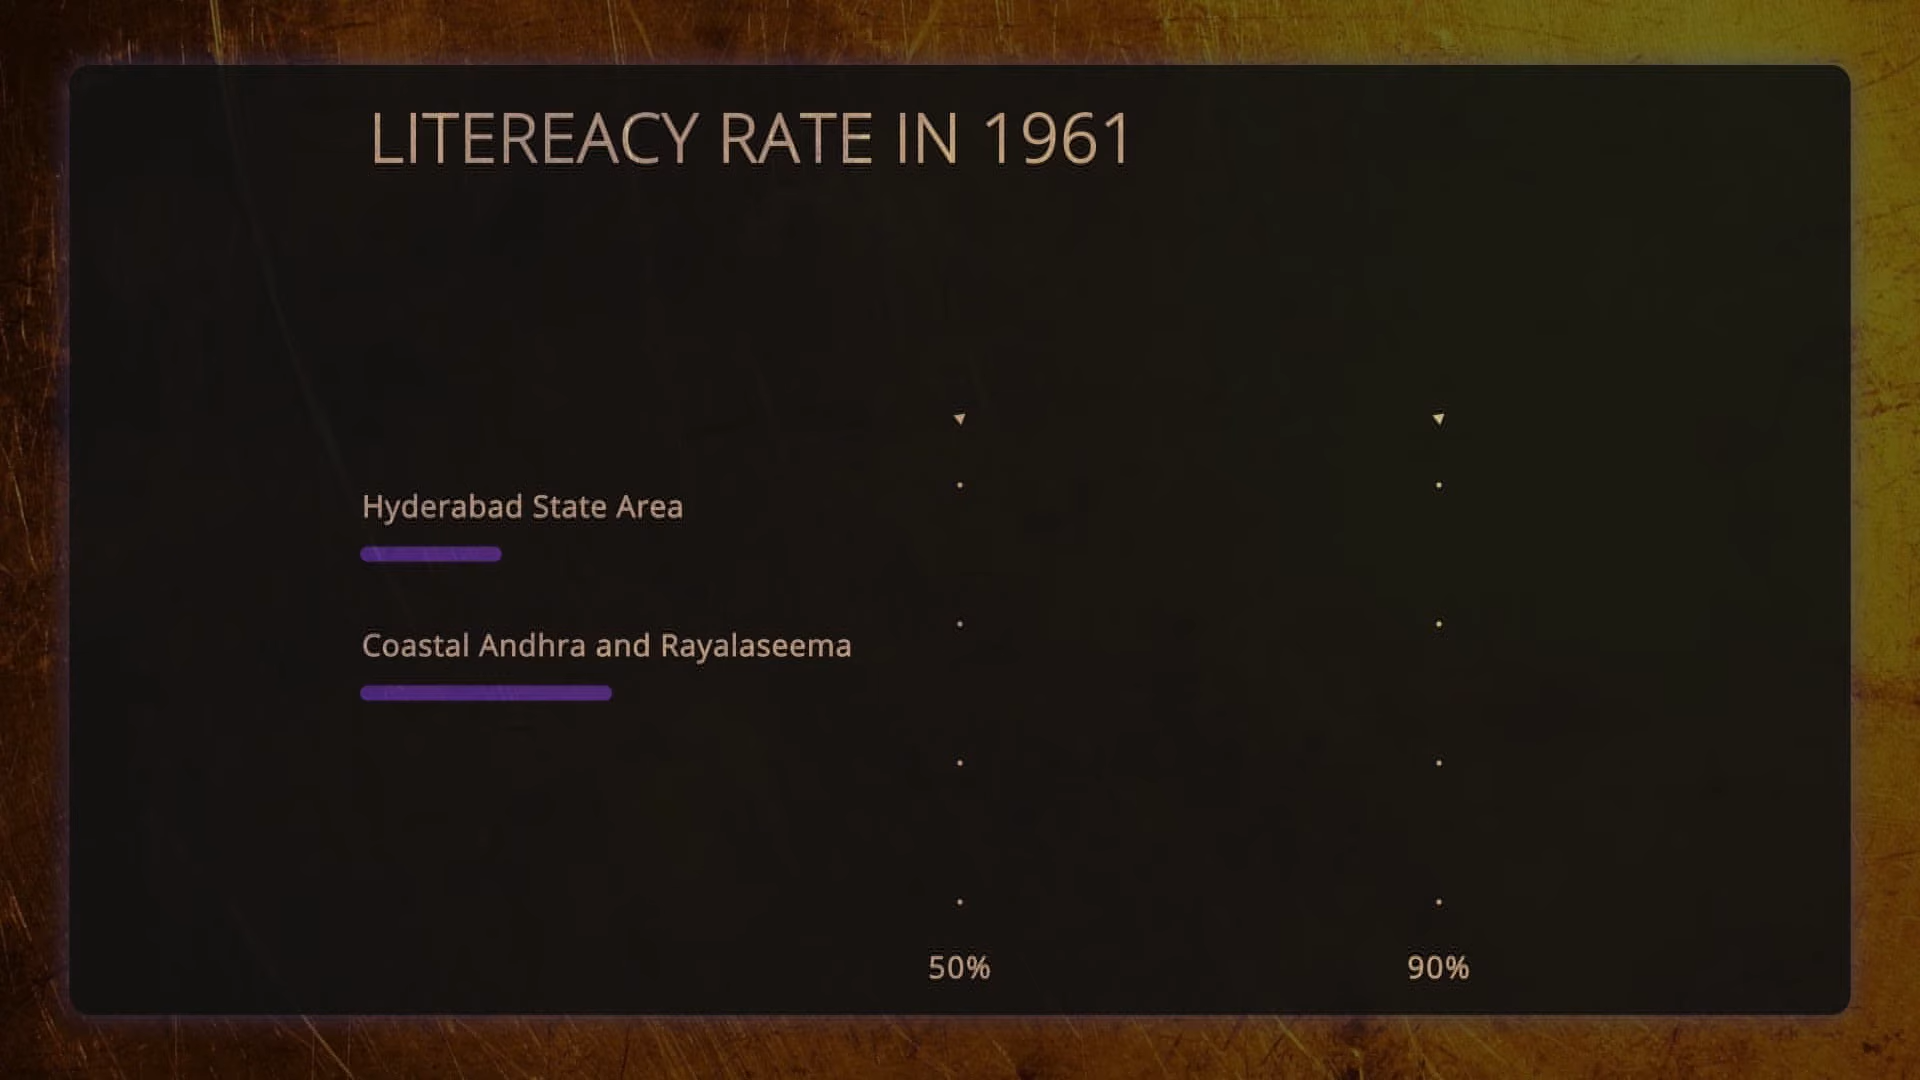 LITEREACY RATE IN 1961
Hyderabad State Area
Coastal Andhra and Rayalaseema
50% 90%